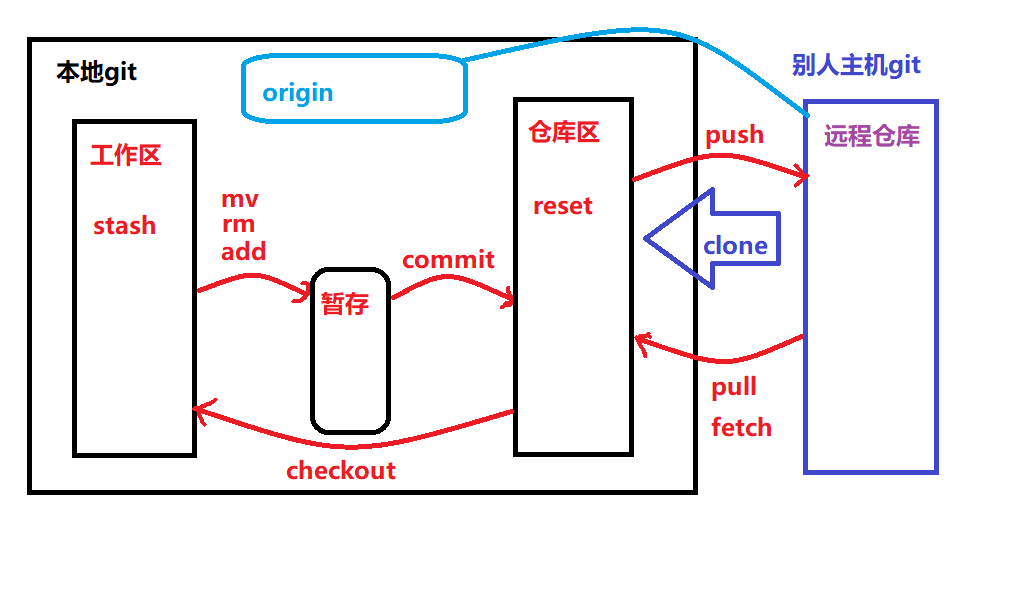 本地git
origin
工作区
stash
mv
rm
add
暂存
commit
checkout
仓库区
reset
push
clone
pull
fetch
别人主机git
远程仓库